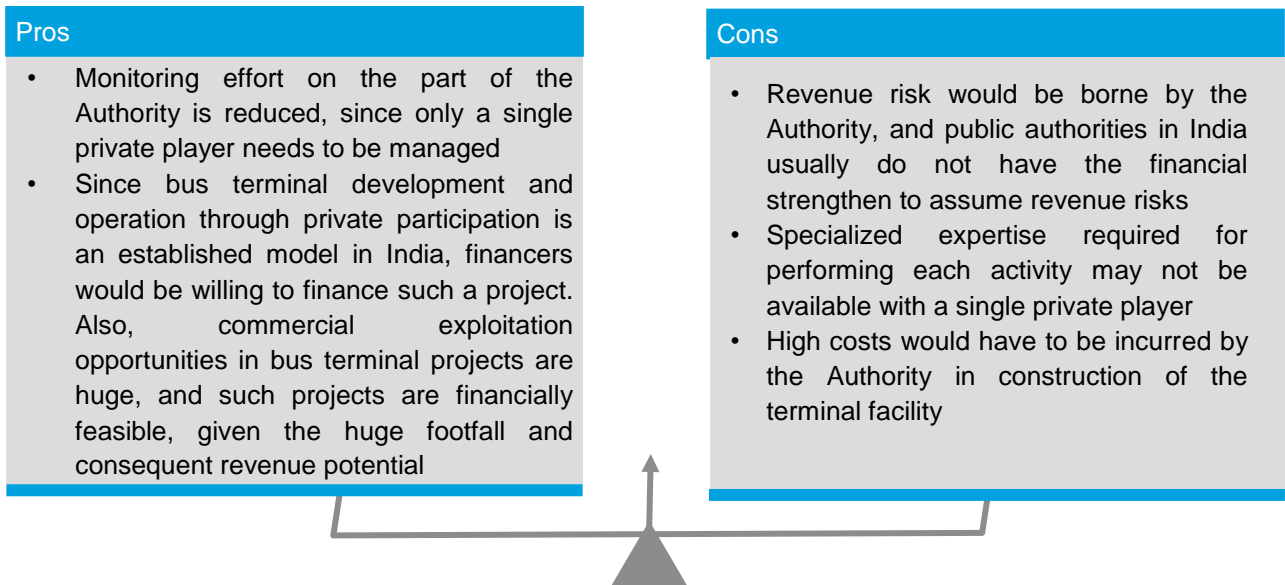 Pros
• Monitoring effort on the part of the
Authority is reduced, since only a single
private player needs to be managed
• Since bus terminal development and
operation through private participation is
an established model in India, financers
would be willing to finance such a project.
Also, commercial exploitation
opportunities in bus terminal projects are
huge, and such projects are financially
feasible, given the huge footfall and
consequent revenue potential
Cons
• Revenue risk would be borne by the
Authority, and public authorities in India
usually do not have the financial
strengthen to assume revenue risks
• Specialized expertise required for
performing each activity may not be
available with a single private player
• High costs would have to be incurred by
the Authority in construction of the
terminal facility